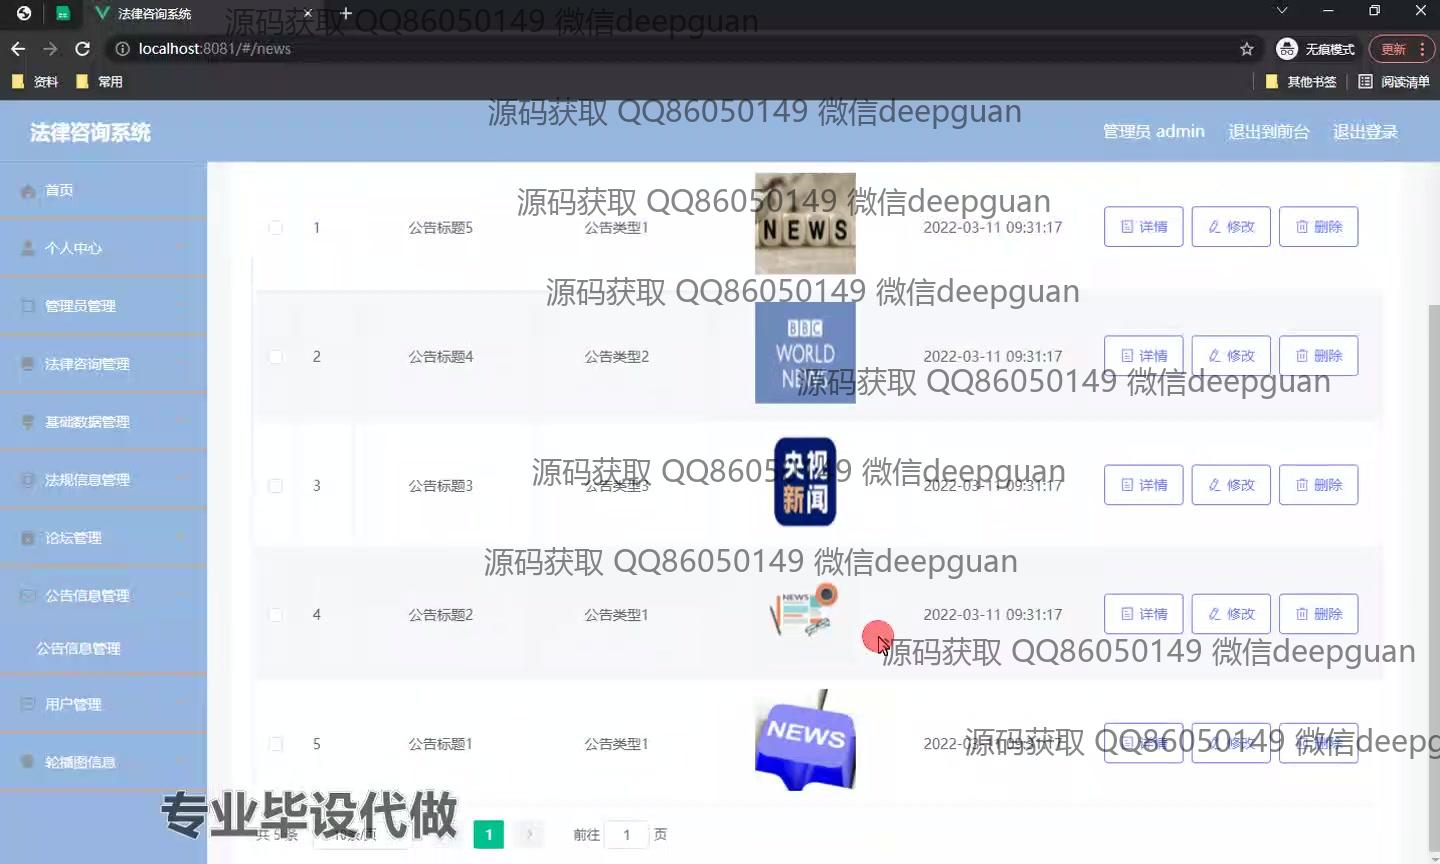 法律咨询系统
源码获取 QQ86050149 微信deepguan
localhost:8081/#/news
无痕模式
更新
资料
常用
其他书签
阅读清单
源码获取 QQ86050149 微信deepguan
法律咨询系统
管理员 admin
退出到前台
退出登录
首页
源码获取 QQ86050149 微信deepguan
1 公告标题5 公告类型1 NEWS 2022-03-11 09:31:17 详情 修改 删除
个人中心
源码获取 QQ86050149 微信deepguan
管理员管理
2 公告标题4 公告类型2 BBC WORLD NEWS 2022-03-11 09:31:17 详情 修改 删除
法律咨询管理
源码获取 QQ86050149 微信deepguan
基础数据管理
源码获取 QQ86050149 微信deepguan
法规信息管理
3 公告标题3 公告类型3 央视新闻 2022-03-11 09:31:17 详情 修改 删除
论坛管理
源码获取 QQ86050149 微信deepguan
公告信息管理
4 公告标题2 公告类型1 NEWS 2022-03-11 09:31:17 详情 修改 删除
公告信息管理
源码获取 QQ86050149 微信deepguan
用户管理
5 公告标题1 公告类型1 NEWS 2022-03-11 09:31:17 详情 修改 删除
源码获取 QQ86050149 微信deepg
轮播图信息
专业毕设代做
共 5 条 10条/页 1 前往 1 页